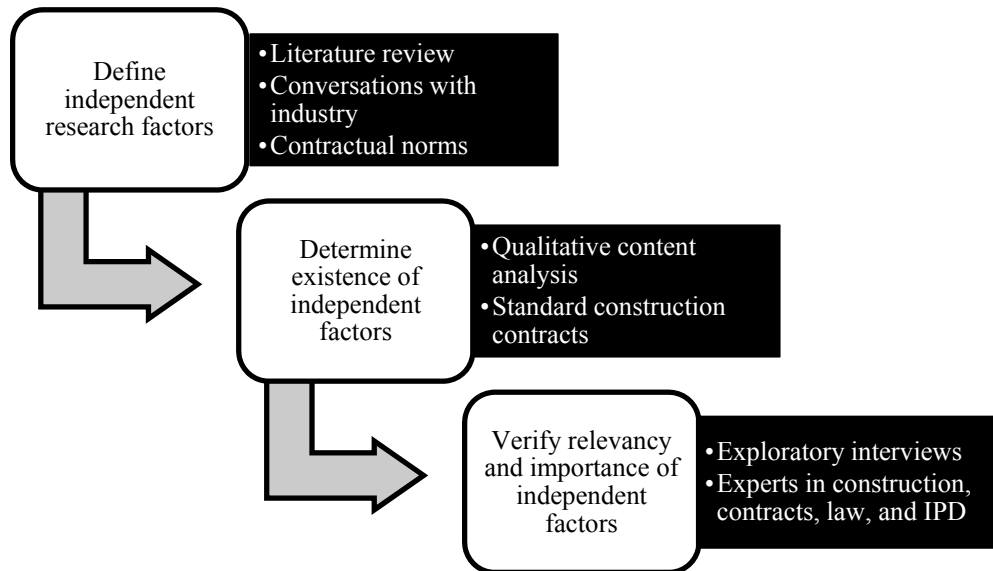 Define
independent
research factors
•Literature review
•Conversations with
industry
•Contractual norms
Determine
existence of
independent
factors
•Qualitative content
analysis
•Standard construction
contracts
Verify relevancy
and importance of
independent
factors
•Exploratory interviews
•Experts in construction,
contracts, law, and IPD